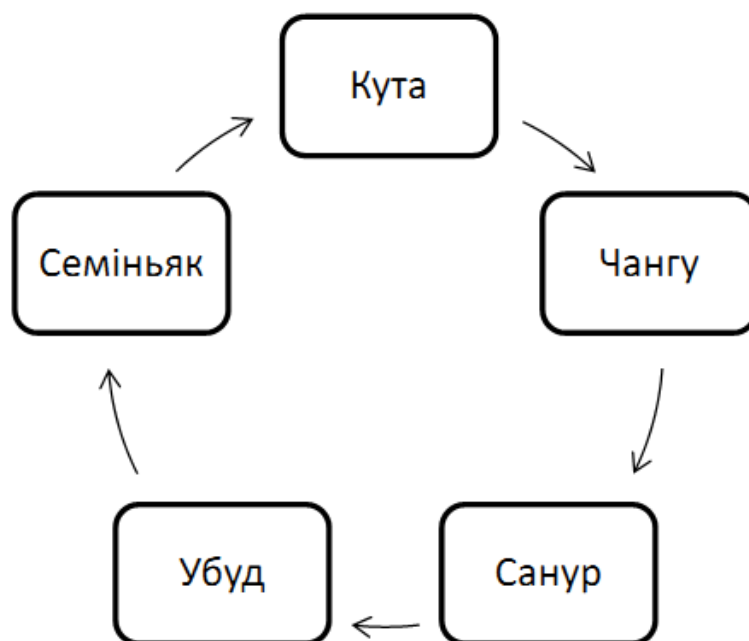 Кута
Чангу
Санур
Убуд
Семіньяк